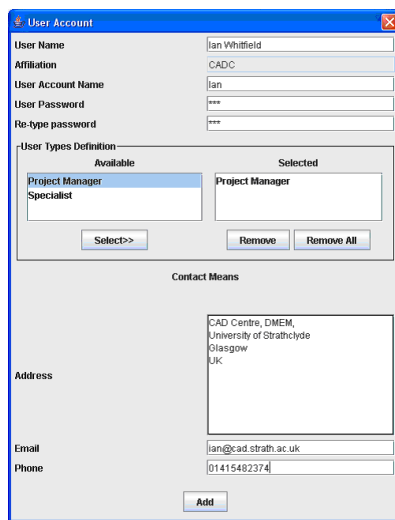 User Account
User Name Ian Whitfield
Affiliation CADC
User Account Name Ian
User Password ***
Re-type password ***
User Types Definition
Available Selected
Project Manager Project Manager
Specialist
Select>> Remove Remove All
Contact Means
CAD Centre, DMEM,
University of Strathclyde
Glasgow
UK
Address
Email ian@cad.strath.ac.uk
Phone 01415482374
Add